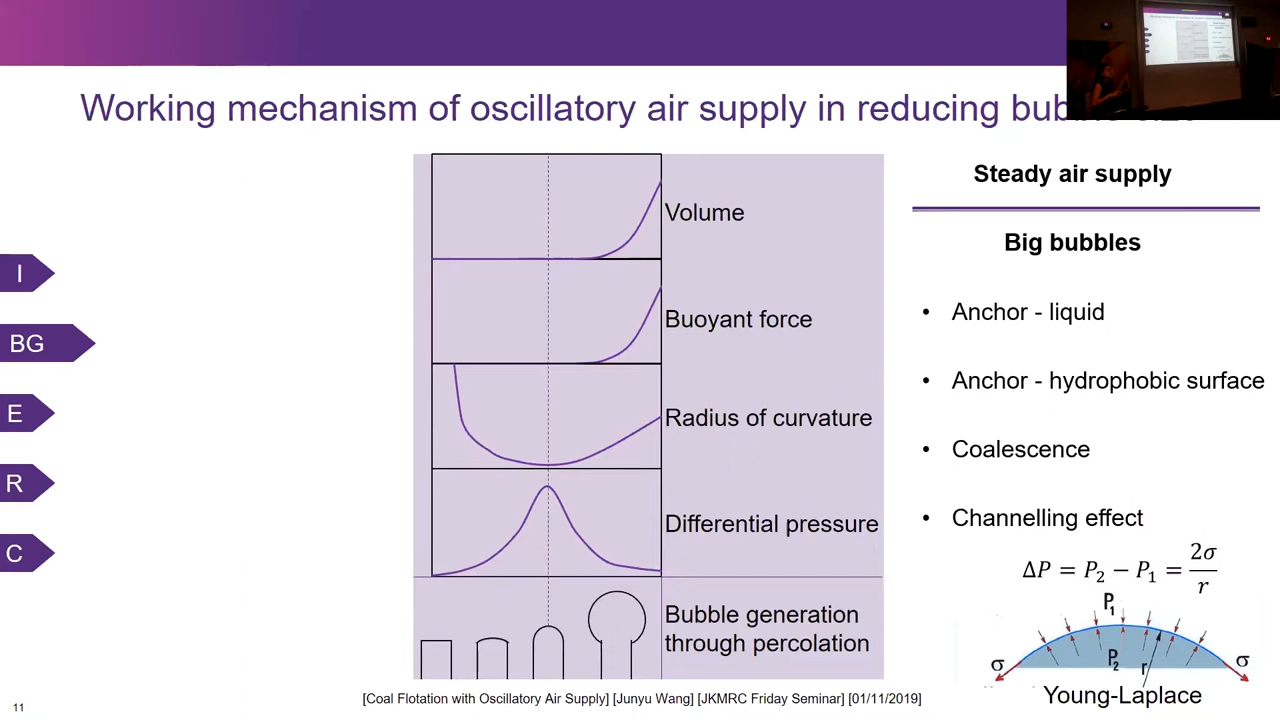 Working mechanism of oscillatory air supply in reducing
I
BG
E
R
C
Volume
Buoyant force
Radius of curvature
Differential pressure
Bubble generation
through percolation
Steady air supply
Big bubbles
• Anchor - liquid
• Anchor - hydrophobic surface
• Coalescence
• Channelling effect
ΔP = P₂ − P₁ = 2σ/r
P₁
σ P₂ r σ
Young-Laplace
[Coal Flotation with Oscillatory Air Supply] [Junyu Wang] [JKMRC Friday Seminar] [01/11/2019]
11